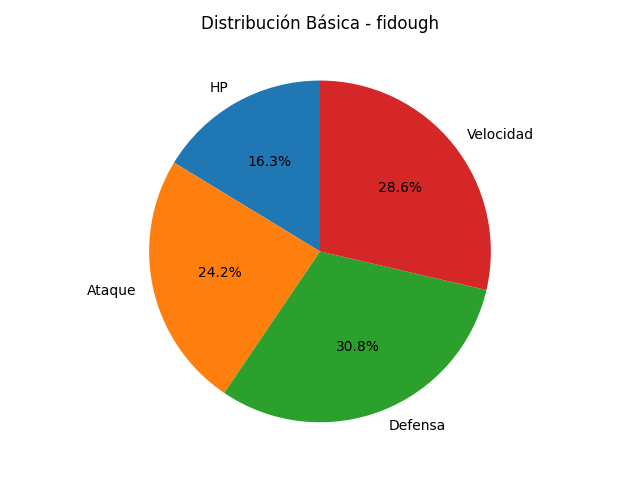 Distribución Básica - fidough
HP
Velocidad
16.3%
28.6%
24.2%
Ataque
30.8%
Defensa